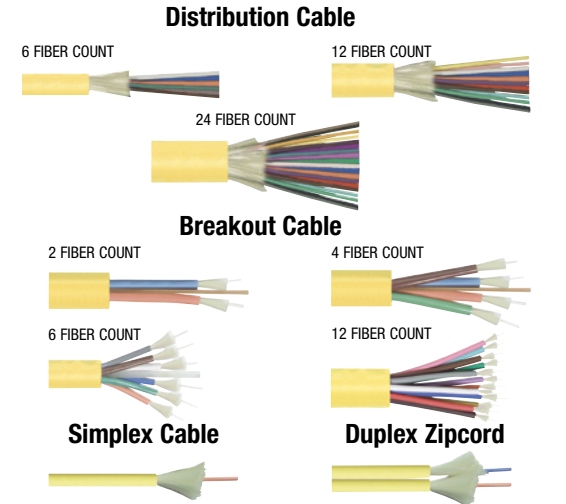 Distribution Cable
6 FIBER COUNT
12 FIBER COUNT
24 FIBER COUNT
Breakout Cable
2 FIBER COUNT
4 FIBER COUNT
6 FIBER COUNT
12 FIBER COUNT
Simplex Cable
Duplex Zipcord